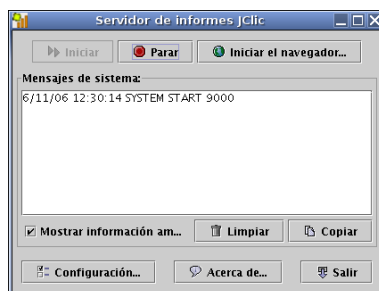 Servidor de informes JClic
Iniciar
Parar
Iniciar el navegador...
Mensajes de sistema:
6/11/06 12:30:14 SYSTEM START 9000
Mostrar información am...
Limpiar
Copiar
Configuración...
Acerca de...
Salir